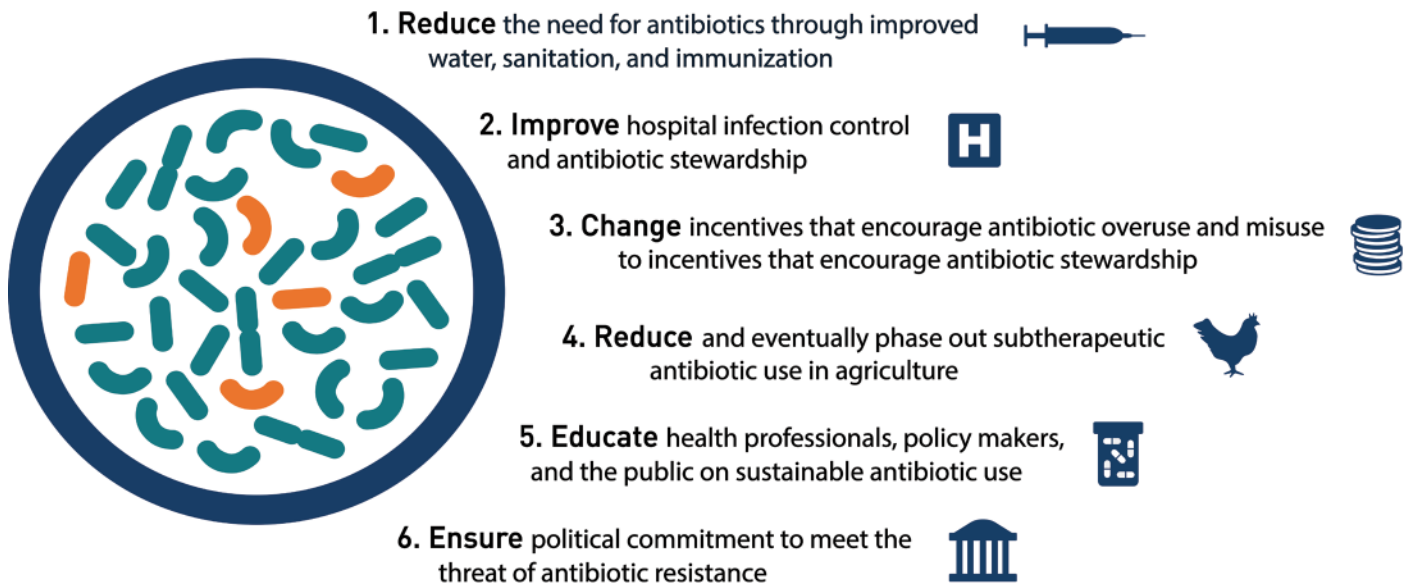 1. Reduce the need for antibiotics through improved
water, sanitation, and immunization
2. Improve hospital infection control
and antibiotic stewardship
H
3. Change incentives that encourage antibiotic overuse and misuse
to incentives that encourage antibiotic stewardship
4. Reduce and eventually phase out subtherapeutic
antibiotic use in agriculture
5. Educate health professionals, policy makers,
and the public on sustainable antibiotic use
6. Ensure political commitment to meet the
threat of antibiotic resistance